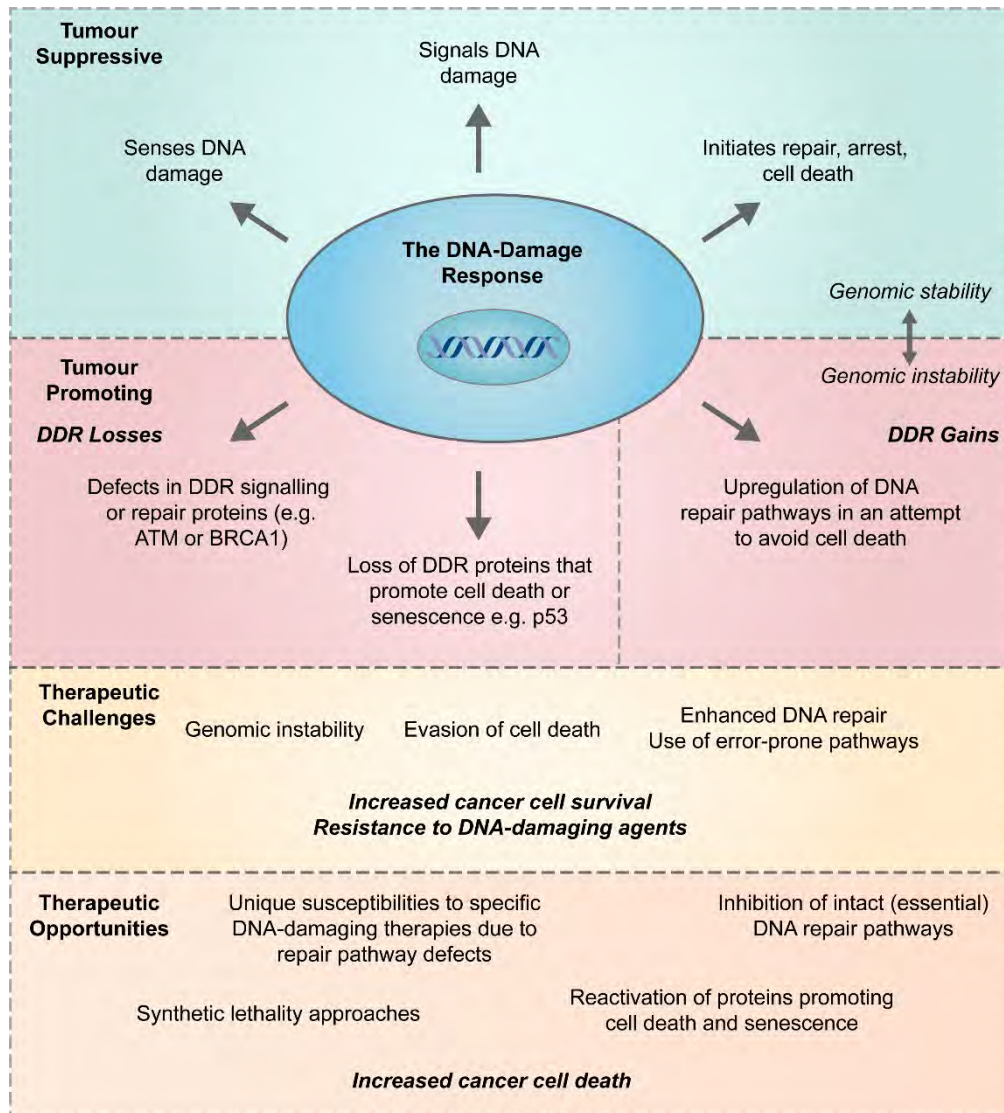 Tumour
Suppressive
Signals DNA
damage
Senses DNA
damage
Initiates repair, arrest,
cell death
The DNA-Damage
Response
Genomic stability
Genomic instability
Tumour
Promoting
DDR Losses
DDR Gains
Defects in DDR signalling
or repair proteins (e.g.
ATM or BRCA1)
Loss of DDR proteins that
promote cell death or
senescence e.g. p53
Upregulation of DNA
repair pathways in an attempt
to avoid cell death
Therapeutic
Challenges
Genomic instability
Evasion of cell death
Enhanced DNA repair
Use of error-prone pathways
Increased cancer cell survival
Resistance to DNA-damaging agents
Therapeutic
Opportunities
Unique susceptibilities to specific
DNA-damaging therapies due to
repair pathway defects
Inhibition of intact (essential)
DNA repair pathways
Synthetic lethality approaches
Reactivation of proteins promoting
cell death and senescence
Increased cancer cell death